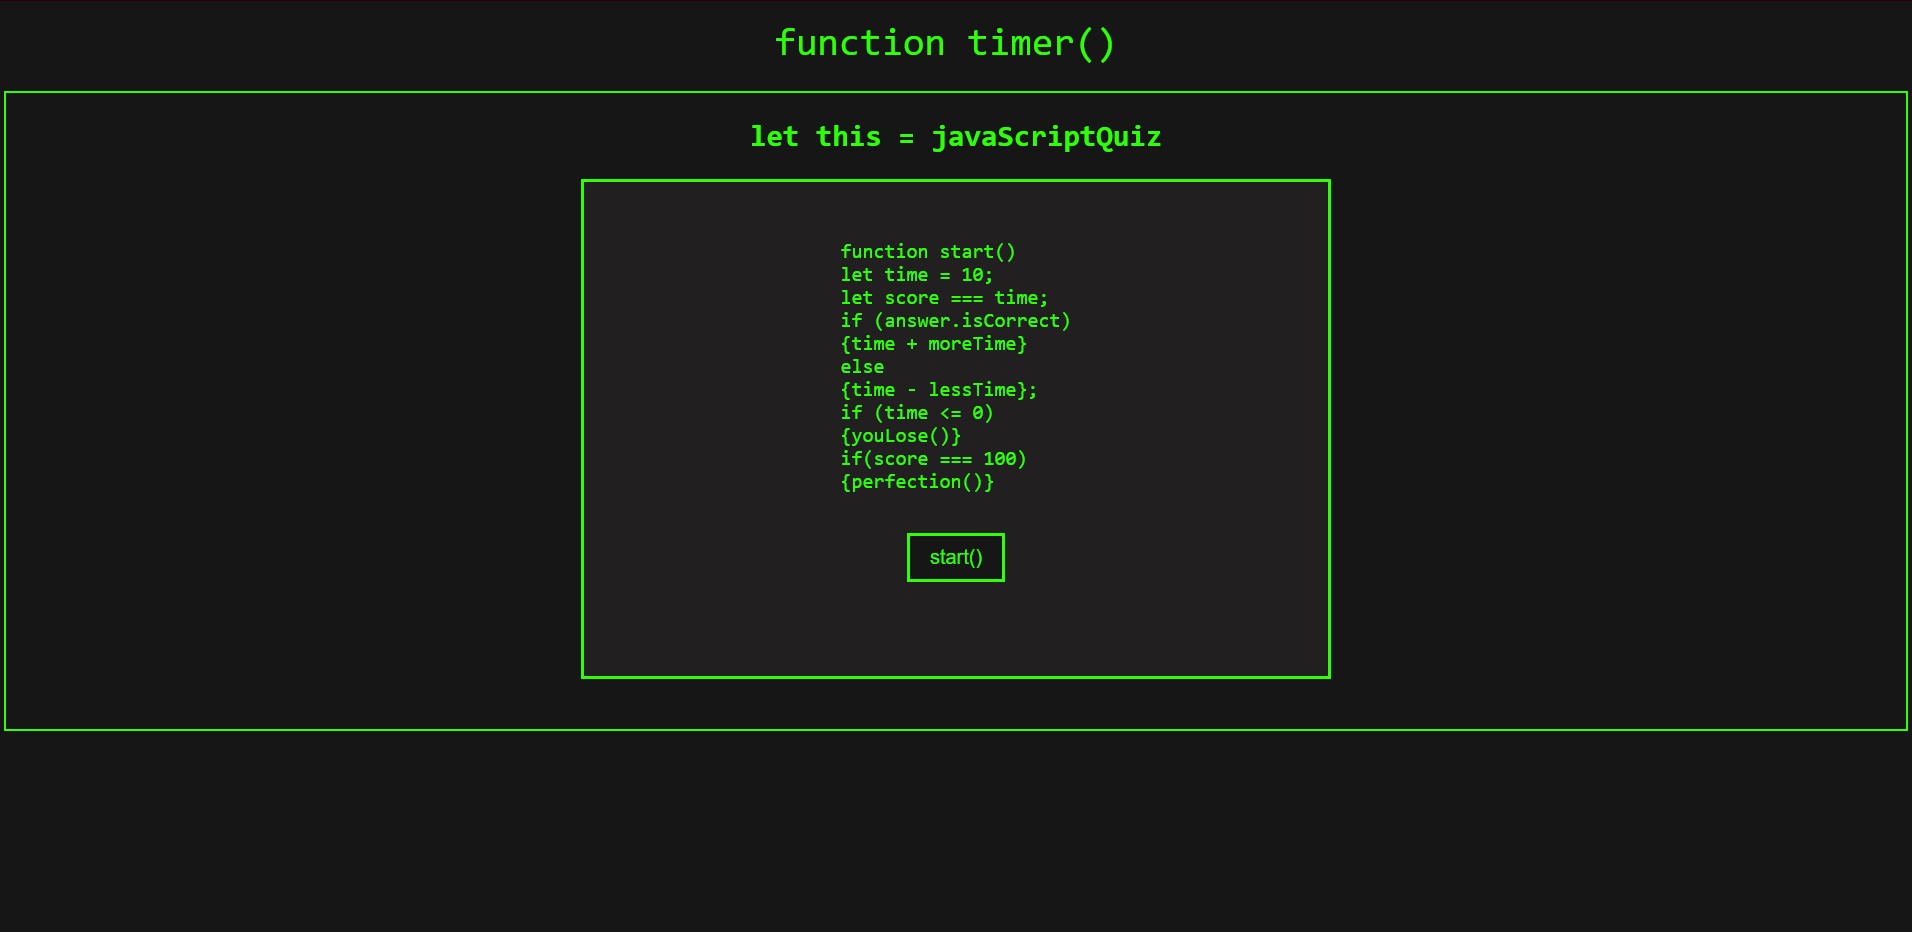 function timer()
let this = javaScriptQuiz
function start()
let time = 10;
let score === time;
if (answer.isCorrect)
{time + moreTime}
else
{time - lessTime};
if (time <= 0)
{youLose()}
if(score === 100)
{perfection()}
start()